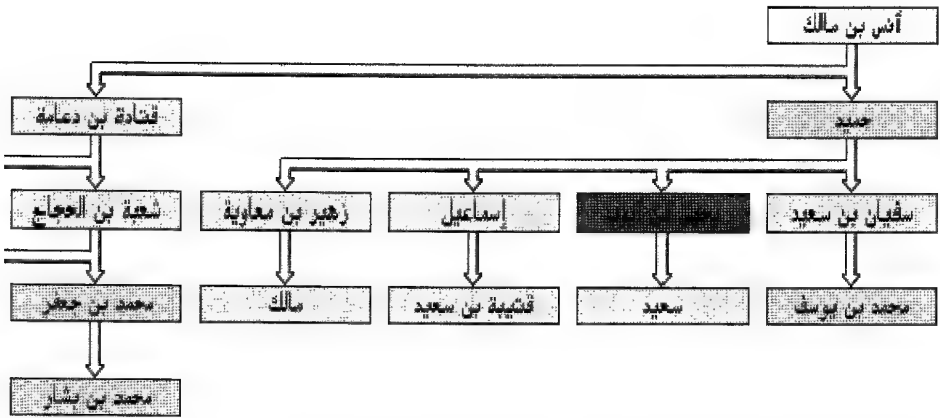 أنس بن مالك
حميد
قتادة بن دعامة
سفيان بن سعيد
إسماعيل
زهير بن معاوية
شعبة بن الحجاج
محمد بن يوسف
سعيد
قتيبة بن سعيد
مالك
محمد بن جعفر
محمد بن بشار